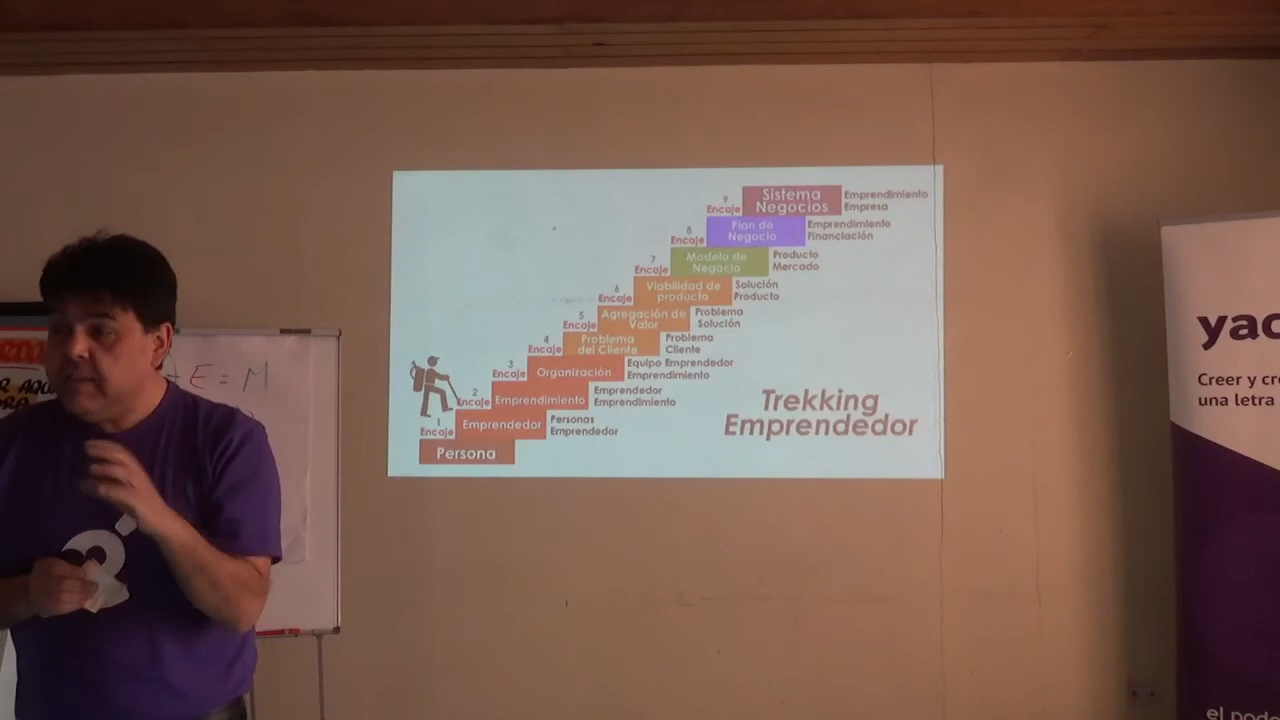 9
Encaje
Sistema
Negocios
Emprendimiento
Empresa
8
Encaje
Plan de
Negocio
Emprendimiento
Financiación
7
Encaje
Modelo de
Negocio
Producto
Mercado
6
Encaje
Viabilidad de
producto
Solución
Producto
5
Encaje
Agregación de
Valor
Problema
Solución
4
Encaje
Problema
del Cliente
Problema
Cliente
3
Encaje
Organización
Equipo Emprendedor
Emprendimiento
2
Encaje
Emprendimiento
Emprendedor
Emprendimiento
1
Encaje
Emprendedor
Personas
Emprendedor
Persona
Trekking
Emprendedor
E = M
yac
Creer y cr
una letra